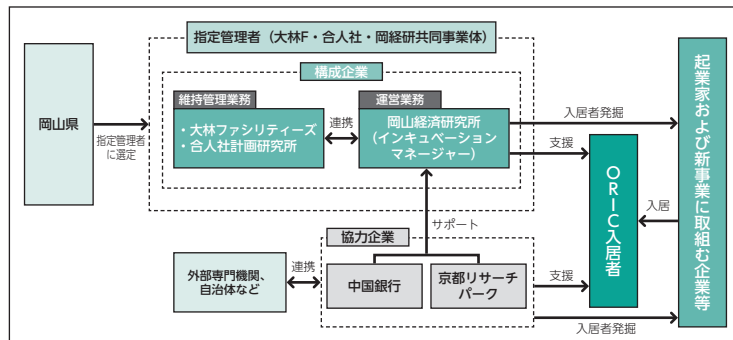 指定管理者（大林F・合人社・岡経研共同事業体）
構成企業
岡山県
指定管理者
に選定
維持管理業務
・大林ファシリティーズ
・合人社計画研究所
連携
運営業務
岡山経済研究所
（インキュベーション
マネージャー）
入居者発掘
支援
サポート
協力企業
外部専門機関、
自治体など
連携
中国銀行
京都リサーチ
パーク
支援
入居者発掘
ORIC入居者
入居
起業家および新事業に取組む企業等